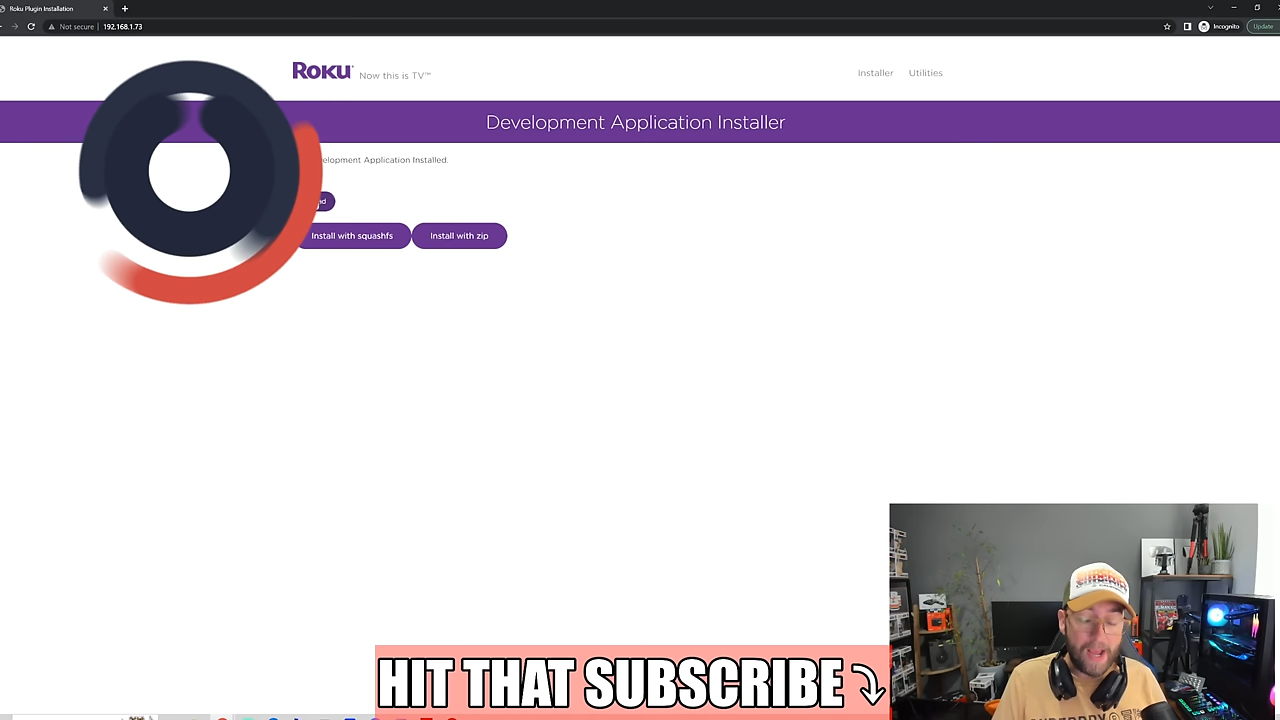 Roku Plugin Installation
Not secure
192.168.1.73
Incognito
Update
Roku
Now this is TV™
Installer
Utilities
Development Application Installer
Development Application Installed.
Install with squashfs
Install with zip
HIT THAT SUBSCRIBE